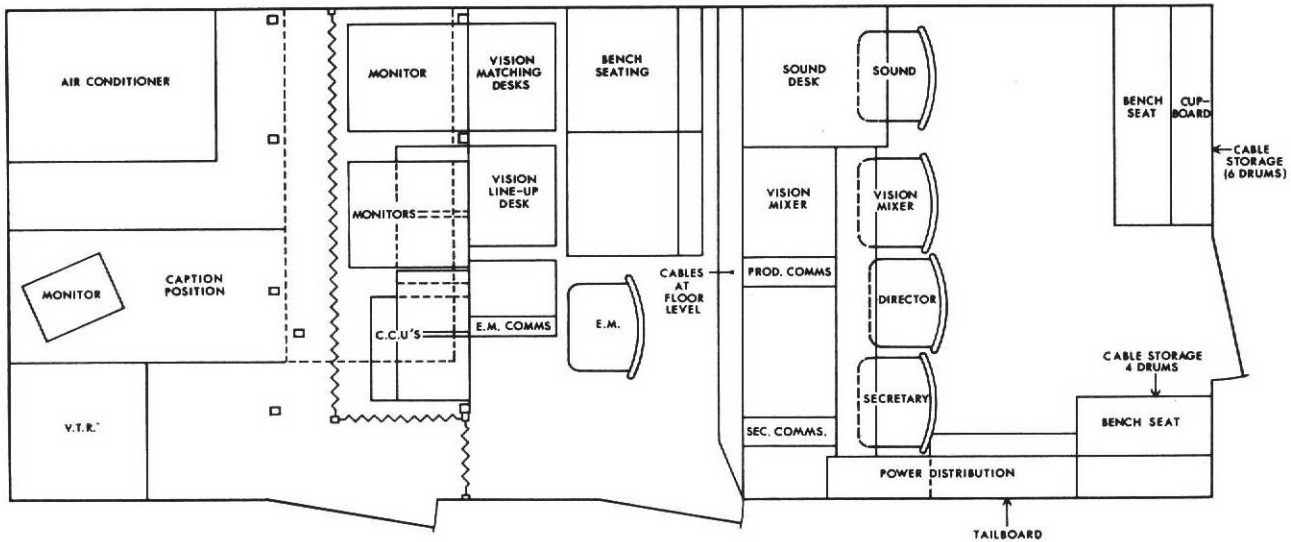 AIR CONDITIONER
MONITOR
CAPTION
POSITION
V.T.R.'
MONITOR
VISION
MATCHING
DESKS
BENCH
SEATING
MONITORS
VISION
LINE-UP
DESK
C.C.U'S
E.M. COMMS
E.M.
CABLES
AT
FLOOR
LEVEL
SOUND
DESK
SOUND
VISION
MIXER
VISION
MIXER
PROD. COMMS
DIRECTOR
SECRETARY
SEC. COMMS.
POWER DISTRIBUTION
TAILBOARD
BENCH
SEAT
CUP-
BOARD
CABLE
STORAGE
(6 DRUMS)
CABLE STORAGE
4 DRUMS
BENCH SEAT